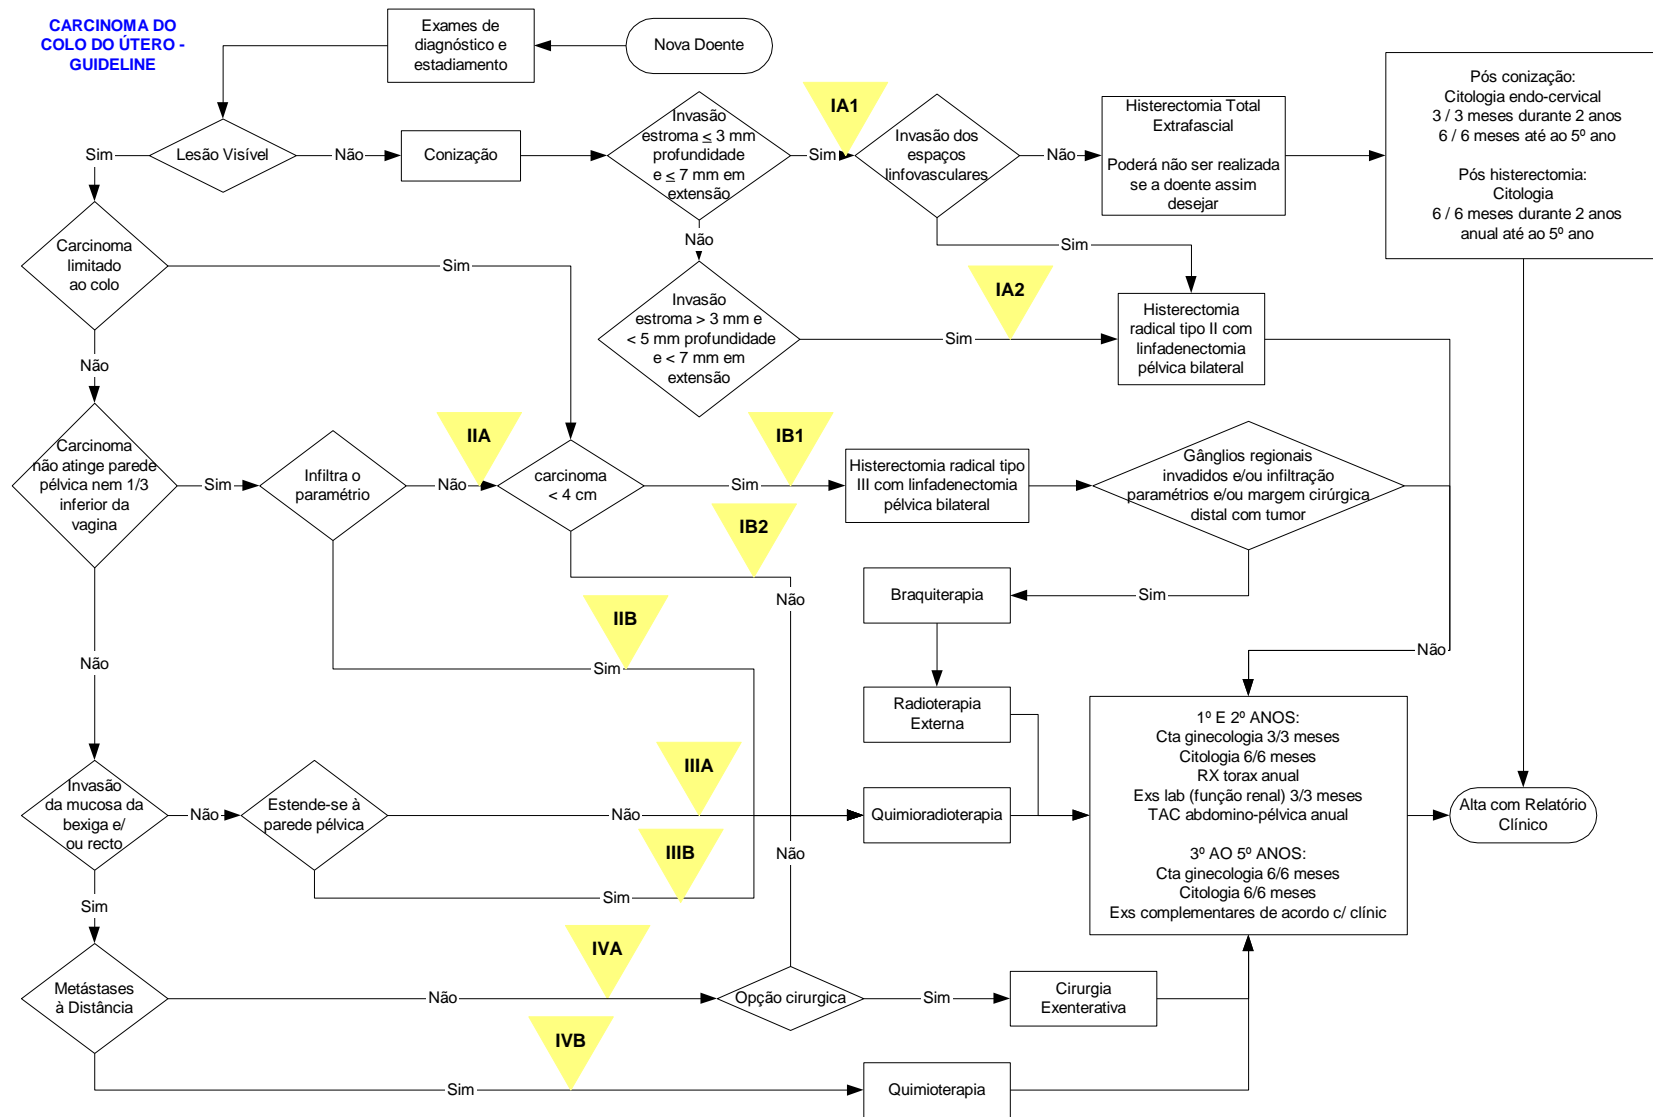 CARCINOMA DO
COLO DO ÚTERO -
GUIDELINE
Exames de
diagnóstico e
estadiamento
Nova Doente
Lesão Visível
Sim
Não
Conização
Invasão
estroma ≤ 3 mm
profundidade
e ≤ 7 mm em
extensão
IA1
Sim
Invasão dos
espaços
linfovasculares
Não
Histerectomia Total
Extrafascial
Poderá não ser realizada
se a doente assim
desejar
Pós conização:
Citologia endo-cervical
3 / 3 meses durante 2 anos
6 / 6 meses até ao 5º ano
Pós histerectomia:
Citologia
6 / 6 meses durante 2 anos
anual até ao 5º ano
Não
Sim
Carcinoma
limitado
ao colo
Sim
Invasão
estroma > 3 mm e
< 5 mm profundidade
e < 7 mm em
extensão
Sim
IA2
Histerectomia
radical tipo II com
linfadenectomia
pélvica bilateral
Não
Carcinoma
não atinge parede
pélvica nem 1/3
inferior da
vagina
Sim
Infiltra o
paramétrio
IIA
Não
carcinoma
< 4 cm
IB1
Sim
Histerectomia radical tipo
III com linfadenectomia
pélvica bilateral
Gânglios regionais
invadidos e/ou infiltração
paramétrios e/ou margem cirúrgica
distal com tumor
IB2
Não
Braquiterapia
Sim
IIB
Sim
Não
Não
Radioterapia
Externa
1º E 2º ANOS:
Cta ginecologia 3/3 meses
Citologia 6/6 meses
RX torax anual
Exs lab (função renal) 3/3 meses
TAC abdomino-pélvica anual
3º AO 5º ANOS:
Cta ginecologia 6/6 meses
Citologia 6/6 meses
Exs complementares de acordo c/ clínic
Alta com Relatório
Clínico
Invasão
da mucosa da
bexiga e/
ou recto
Não
Estende-se à
parede pélvica
Não
IIIA
Quimioradioterapia
IIIB
Sim
Não
Sim
Metástases
à Distância
Não
IVA
Opção cirurgica
Sim
Cirurgia
Exenterativa
IVB
Sim
Quimioterapia